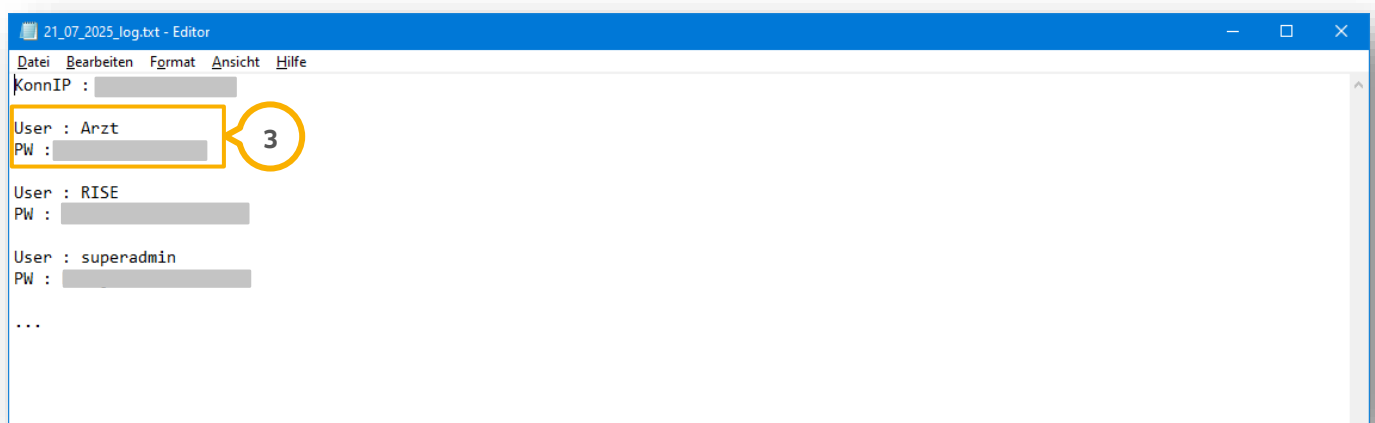 21_07_2025_log.txt - Editor
Datei Bearbeiten Format Ansicht Hilfe
KonnIP :
User : Arzt
PW :
3
User : RISE
PW :
User : superadmin
PW :
...